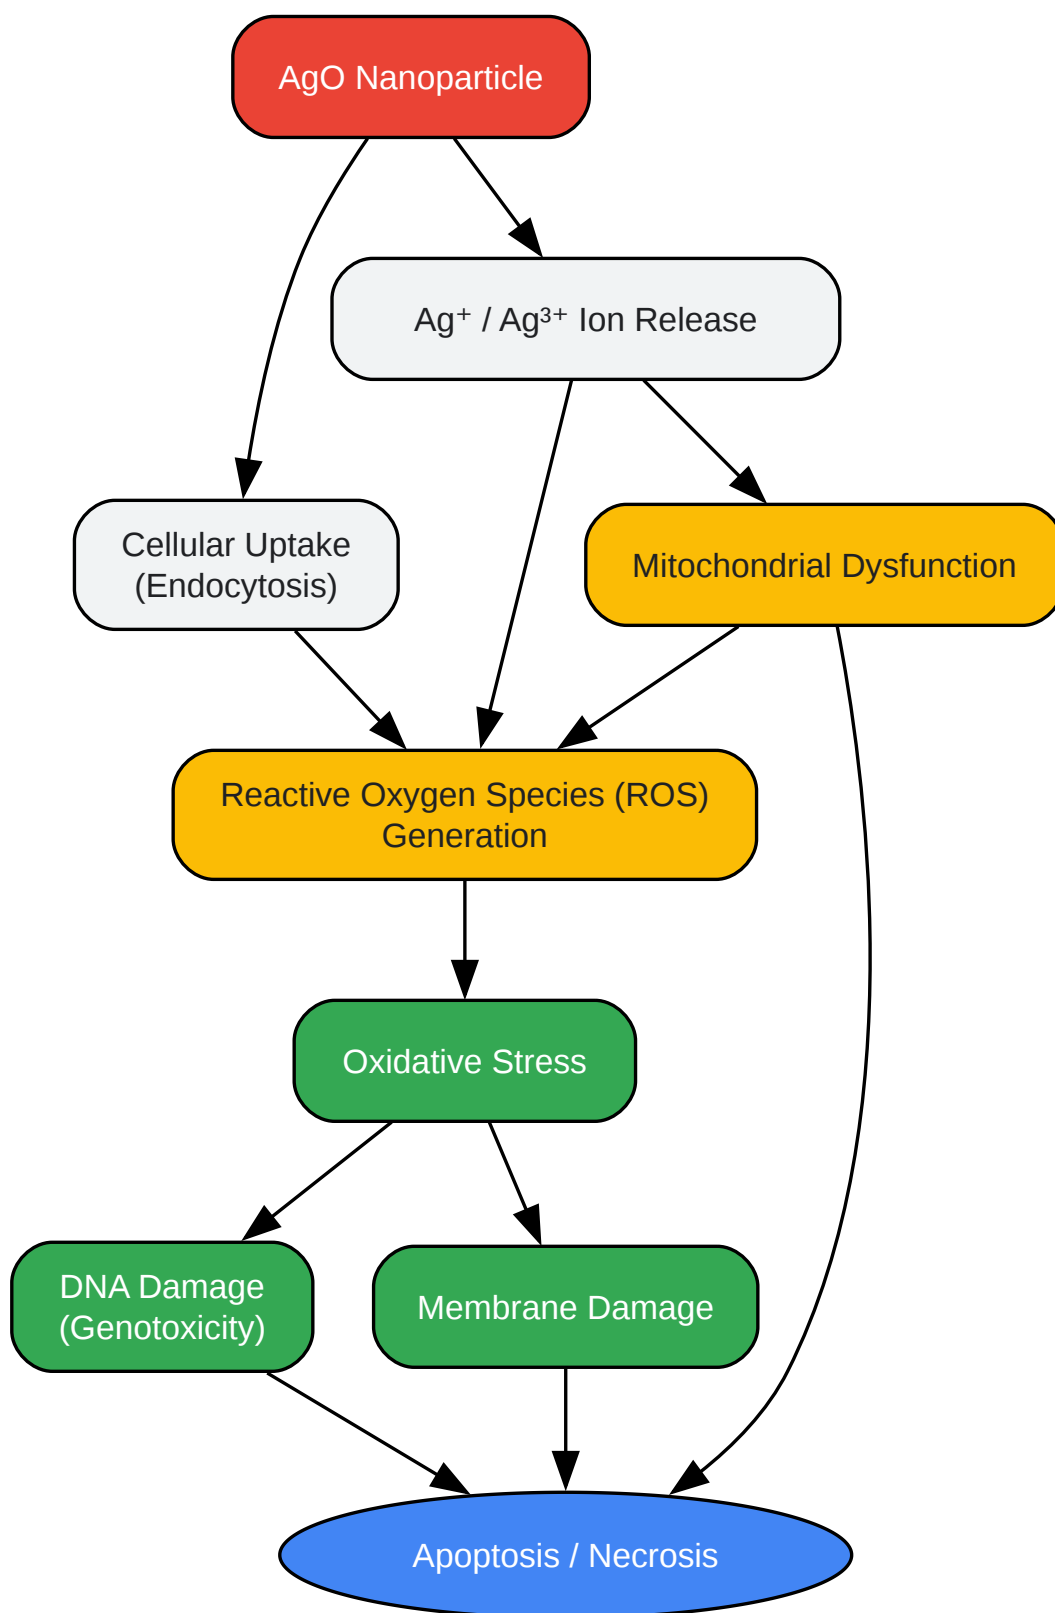 AgO Nanoparticle
Ag⁺ / Ag³⁺ Ion Release
Cellular Uptake
(Endocytosis)
Mitochondrial Dysfunction
Reactive Oxygen Species (ROS)
Generation
Oxidative Stress
DNA Damage
(Genotoxicity)
Membrane Damage
Apoptosis / Necrosis